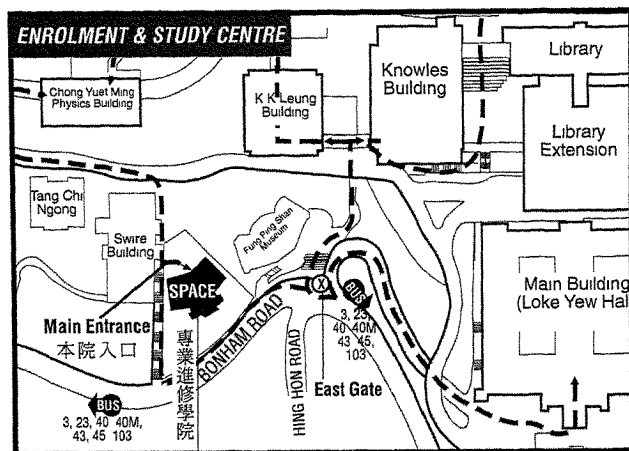 ENROLMENT & STUDY CENTRE
Chong Yuet Ming
Physics Building
K K Leung
Building
Knowles
Building
Library
Library
Extension
Tang Chi
Ngong
Swire
Building
Fung Ping Shan
Museum
SPACE
Main Entrance
本院入口
專業進修學院
BONHAM ROAD
HING HON ROAD
X
BUS
3, 23,
40 40M
43 45,
103
East Gate
Main Building
(Loke Yew Hal
BUS
3, 23, 40 40M,
43, 45 103